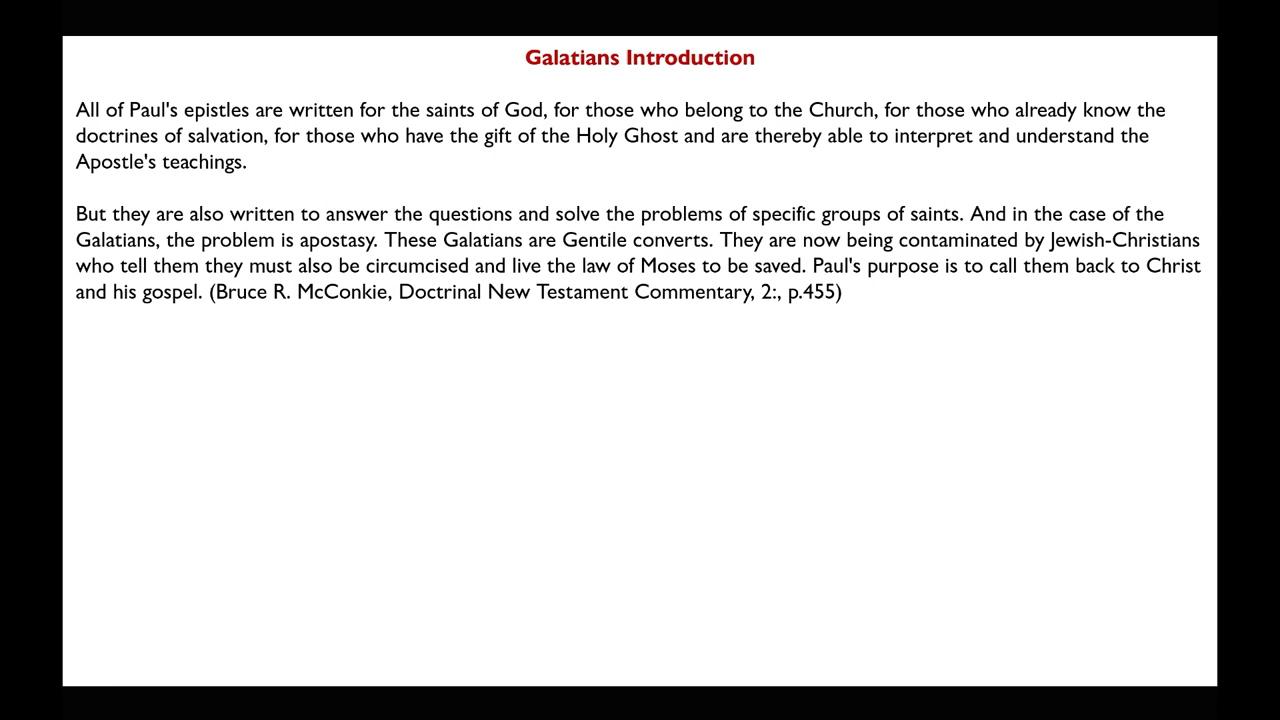 Galatians Introduction
All of Paul's epistles are written for the saints of God, for those who belong to the Church, for those who already know the
doctrines of salvation, for those who have the gift of the Holy Ghost and are thereby able to interpret and understand the
Apostle's teachings.
But they are also written to answer the questions and solve the problems of specific groups of saints. And in the case of the
Galatians, the problem is apostasy. These Galatians are Gentile converts. They are now being contaminated by Jewish-Christians
who tell them they must also be circumcised and live the law of Moses to be saved. Paul's purpose is to call them back to Christ
and his gospel. (Bruce R. McConkie, Doctrinal New Testament Commentary, 2:, p.455)